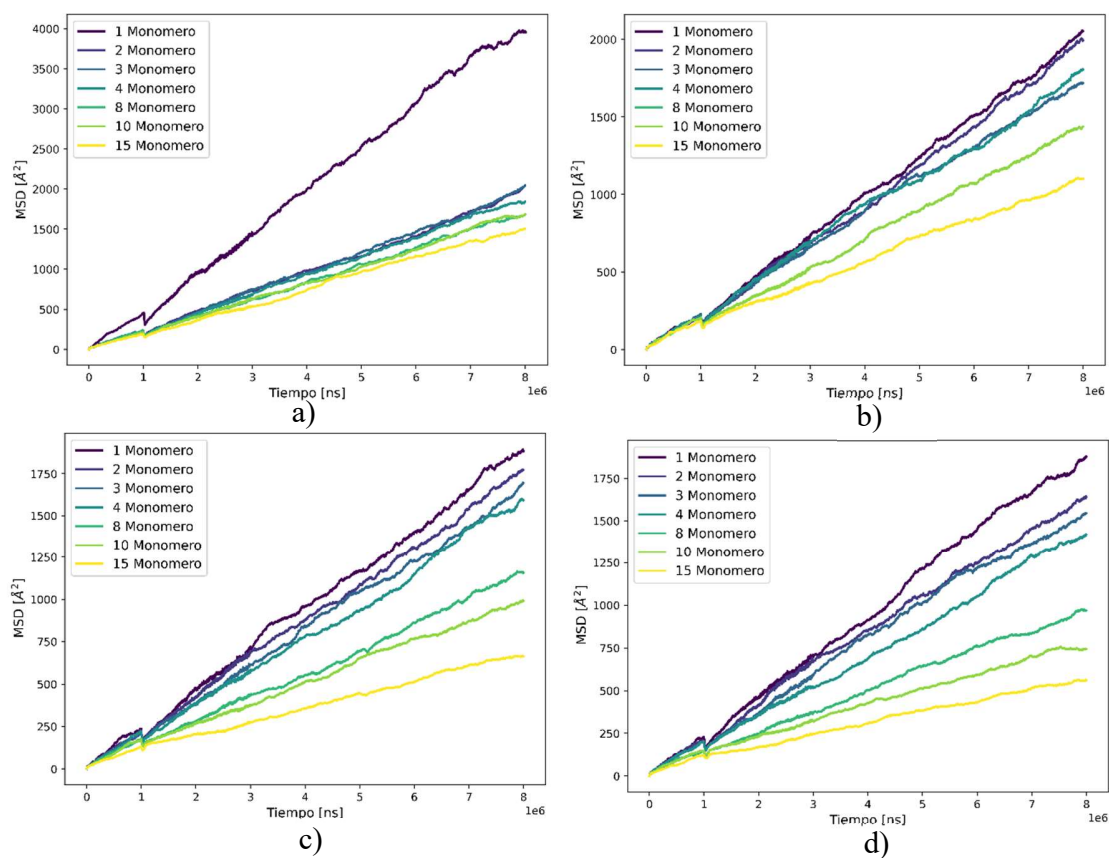 4000
3500
3000
2500
2000
1500
1000
500
0
MSD [Å²]
1 Monomero
2 Monomero
3 Monomero
4 Monomero
8 Monomero
10 Monomero
15 Monomero
0 1 2 3 4 5 6 7 8
1e6
Tiempo [ns]
a)
2000
1500
1000
500
0
MSD [Å²]
1 Monomero
2 Monomero
3 Monomero
4 Monomero
8 Monomero
10 Monomero
15 Monomero
0 1 2 3 4 5 6 7 8
1e6
Tiempo [ns]
b)
1750
1500
1250
1000
750
500
250
0
MSD [Å²]
1 Monomero
2 Monomero
3 Monomero
4 Monomero
8 Monomero
10 Monomero
15 Monomero
0 1 2 3 4 5 6 7 8
1e6
Tiempo [ns]
c)
1750
1500
1250
1000
750
500
250
0
MSD [Å²]
1 Monomero
2 Monomero
3 Monomero
4 Monomero
8 Monomero
10 Monomero
15 Monomero
0 1 2 3 4 5 6 7 8
1e6
Tiempo [ns]
d)